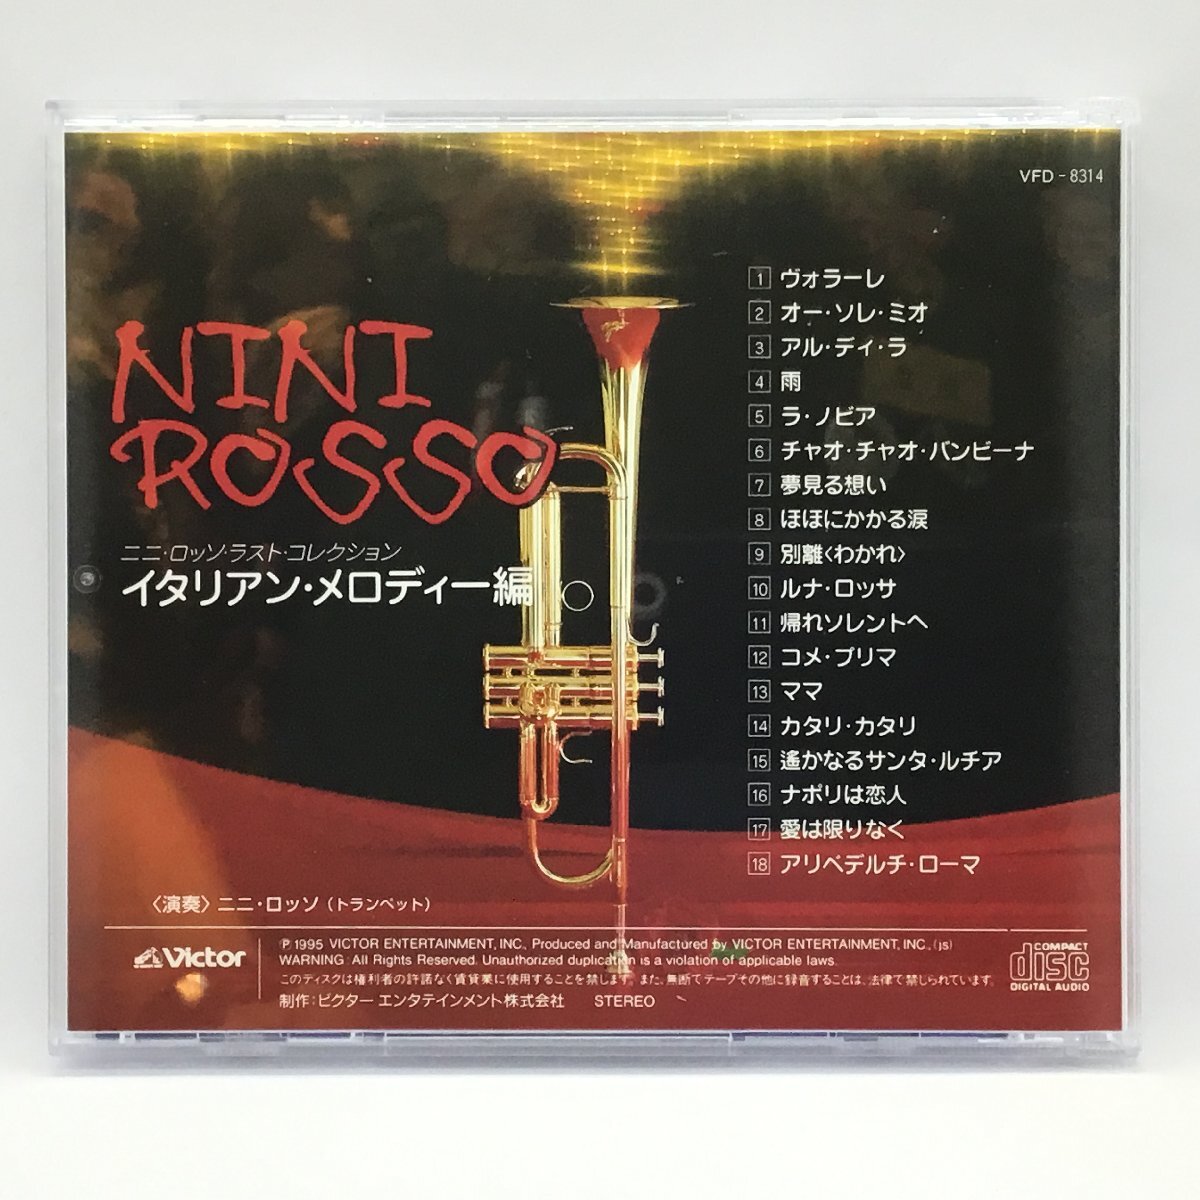 VFD-8314
NINI
ROSSO
ニニ・ロッソ・ラスト・コレクション
イタリアン・メロディー編
1 ヴォラーレ
2 オー・ソレ・ミオ
3 アル・ディ・ラ
4 雨
5 ラ・ノビア
6 チャオ・チャオ・バンビーナ
7 夢見る想い
8 ほほにかかる涙
9 別離〈わかれ〉
10 ルナ・ロッサ
11 帰れソレントへ
12 コメ・プリマ
13 ママ
14 カタリ・カタリ
15 遙かなるサンタ・ルチア
16 ナポリは恋人
17 愛は限りなく
18 アリベデルチ・ローマ
〈演奏〉ニニ・ロッソ(トランペット)
Victor
Ⓟ1995 VICTOR ENTERTAINMENT, INC., Produced and Manufactured by VICTOR ENTERTAINMENT, INC., (js)
WARNING: All Rights Reserved. Unauthorized duplication is a violation of applicable laws.
このディスクは権利者の許諾なく賃貸業に使用することを禁じます。また、無断でテープその他に録音することは、法律で禁じられています。
制作:ビクター エンタテインメント株式会社 STEREO
COMPACT
disc
DIGITAL AUDIO